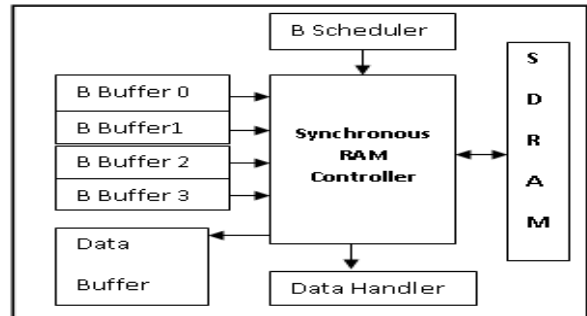 B Scheduler
B Buffer 0
B Buffer1
B Buffer 2
B Buffer 3
Data
Buffer
Synchronous
RAM
Controller
Data Handler
S
D
R
A
M